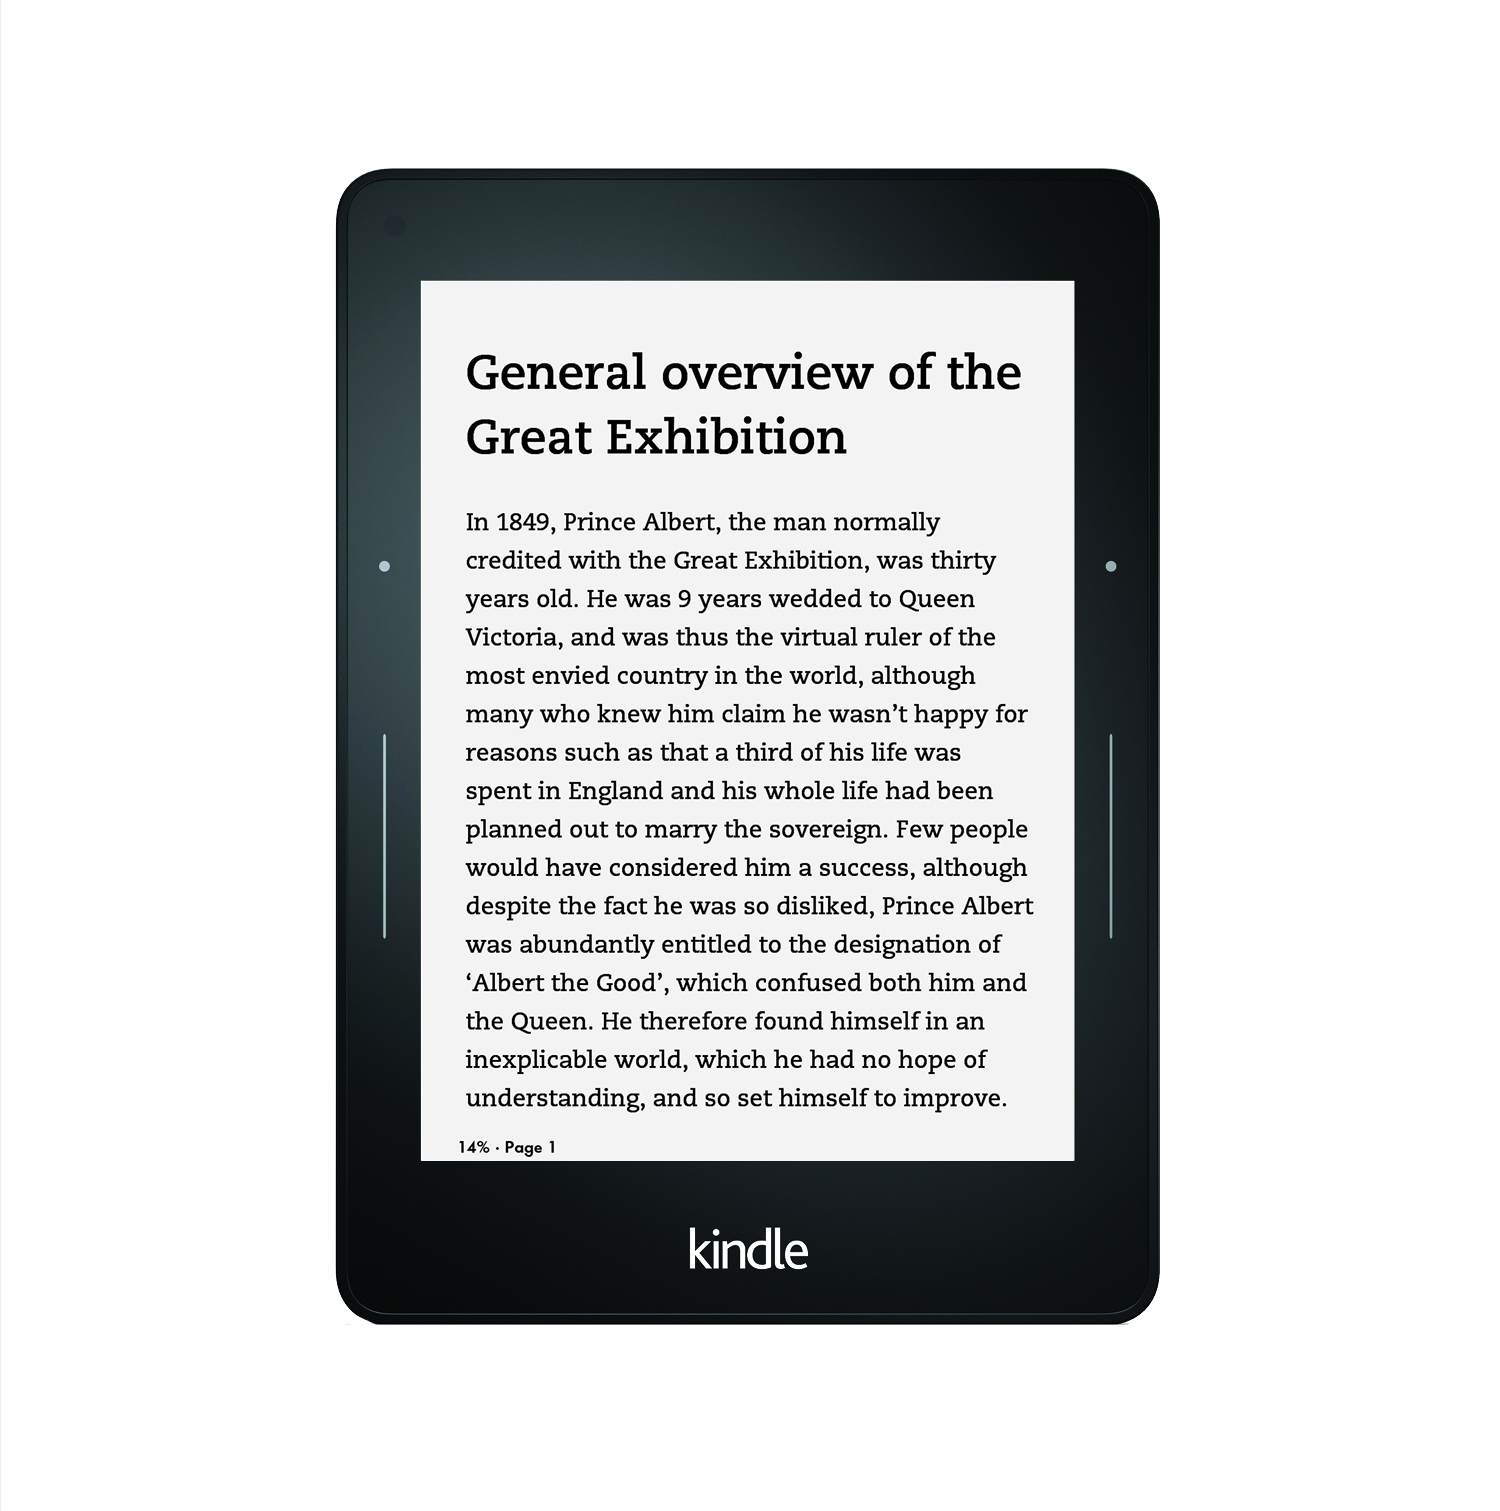 General overview of the
Great Exhibition
In 1849, Prince Albert, the man normally
credited with the Great Exhibition, was thirty
years old. He was 9 years wedded to Queen
Victoria, and was thus the virtual ruler of the
most envied country in the world, although
many who knew him claim he wasn’t happy for
reasons such as that a third of his life was
spent in England and his whole life had been
planned out to marry the sovereign. Few people
would have considered him a success, although
despite the fact he was so disliked, Prince Albert
was abundantly entitled to the designation of
‘Albert the Good’, which confused both him and
the Queen. He therefore found himself in an
inexplicable world, which he had no hope of
understanding, and so set himself to improve.
14% · Page 1
kindle